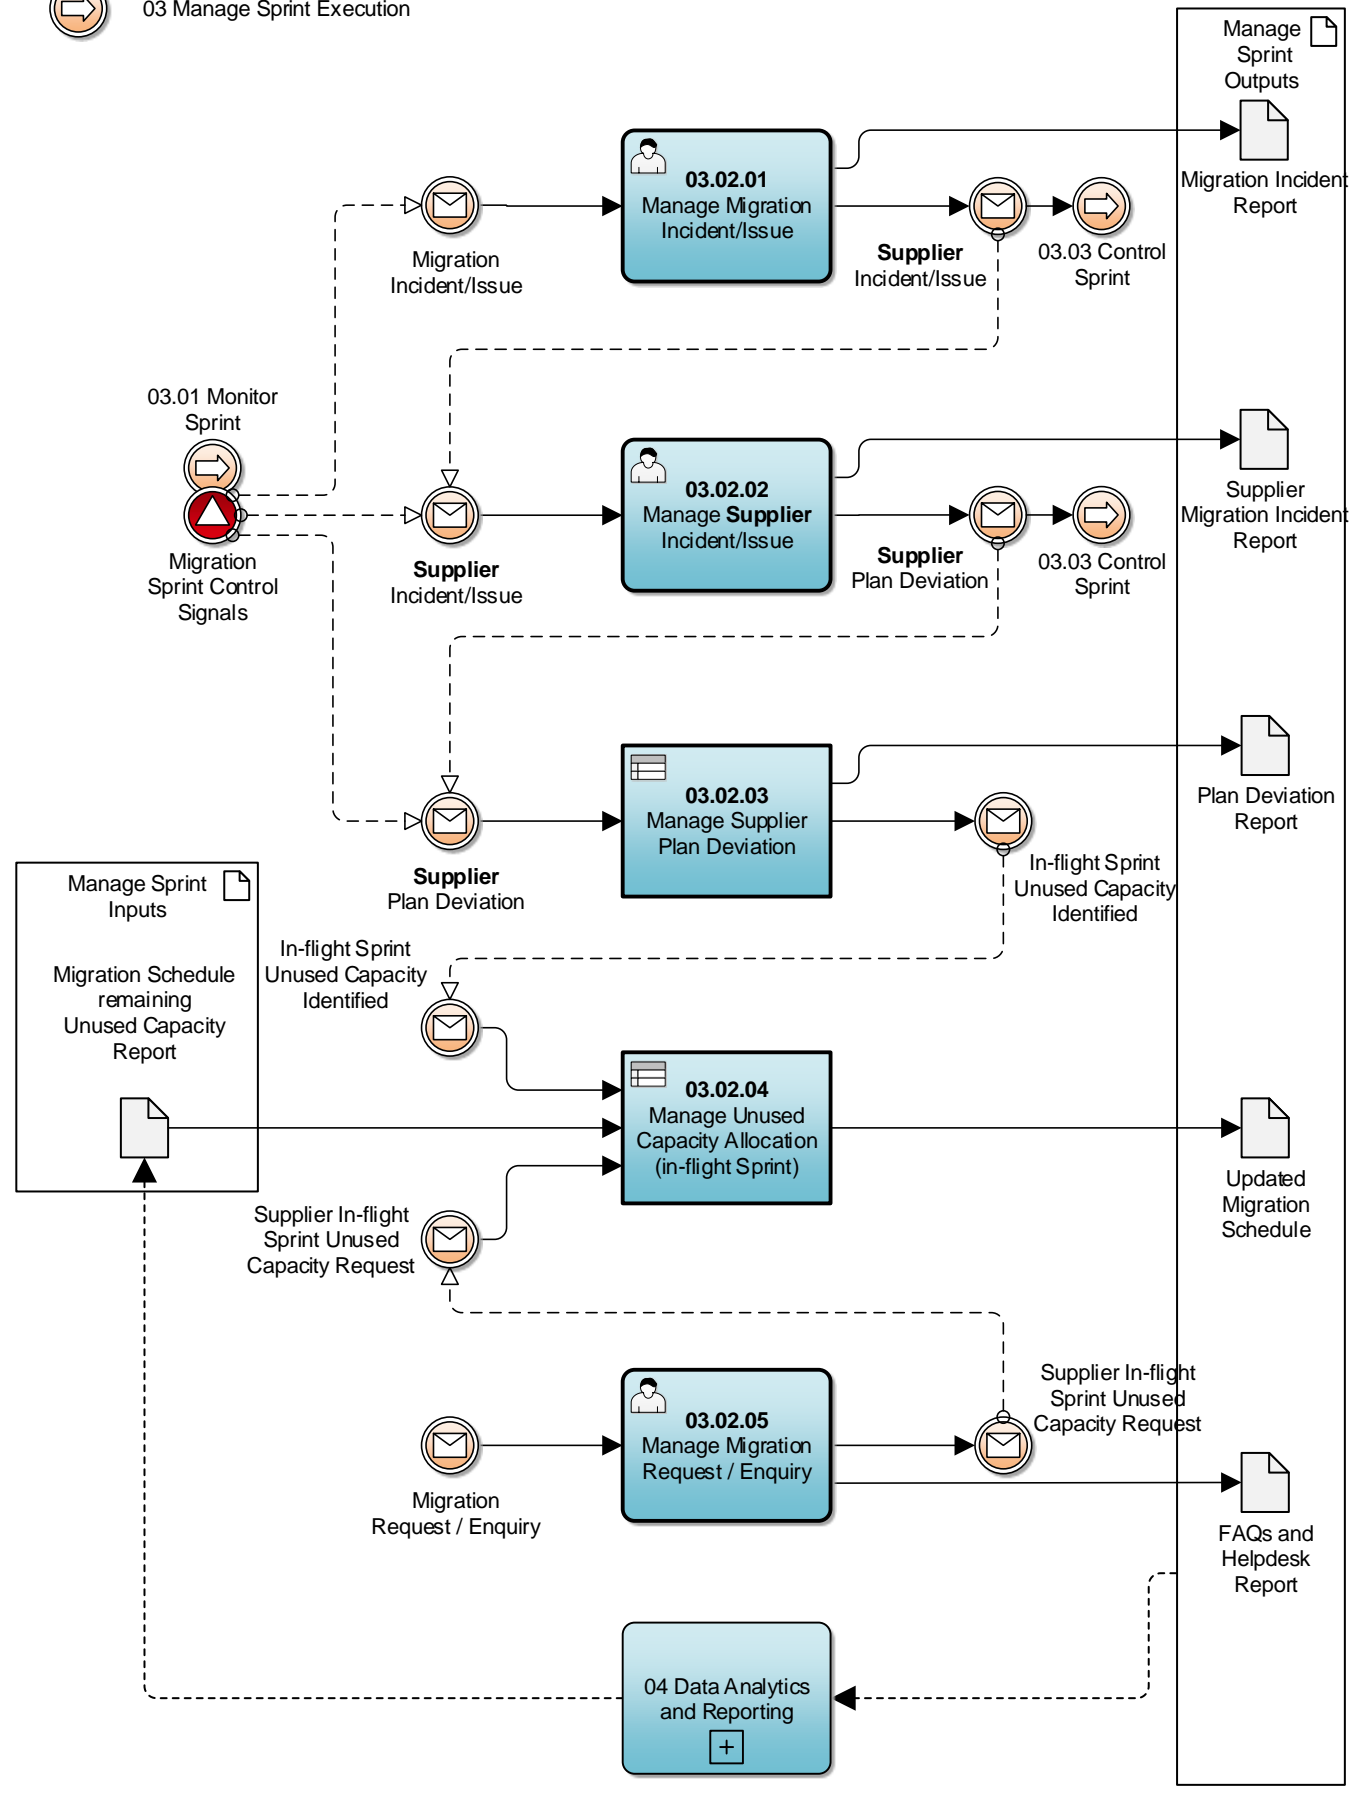 03 Manage Sprint Execution
Manage
Sprint
Outputs
03.02.01
Manage Migration
Incident/Issue
Migration Incident
Report
Migration
Incident/Issue
Supplier
Incident/Issue
03.03 Control
Sprint
03.01 Monitor
Sprint
Migration
Sprint Control
Signals
Supplier
Incident/Issue
03.02.02
Manage Supplier
Incident/Issue
Supplier
Plan Deviation
03.03 Control
Sprint
Supplier
Migration Incident
Report
03.02.03
Manage Supplier
Plan Deviation
Plan Deviation
Report
Supplier
Plan Deviation
In-flight Sprint
Unused Capacity
Identified
Manage Sprint
Inputs
Migration Schedule
remaining
Unused Capacity
Report
In-flight Sprint
Unused Capacity
Identified
03.02.04
Manage Unused
Capacity Allocation
(in-flight Sprint)
Updated
Migration
Schedule
Supplier In-flight
Sprint Unused
Capacity Request
03.02.05
Manage Migration
Request / Enquiry
Supplier In-flight
Sprint Unused
Capacity Request
Migration
Request / Enquiry
FAQs and
Helpdesk
Report
04 Data Analytics
and Reporting